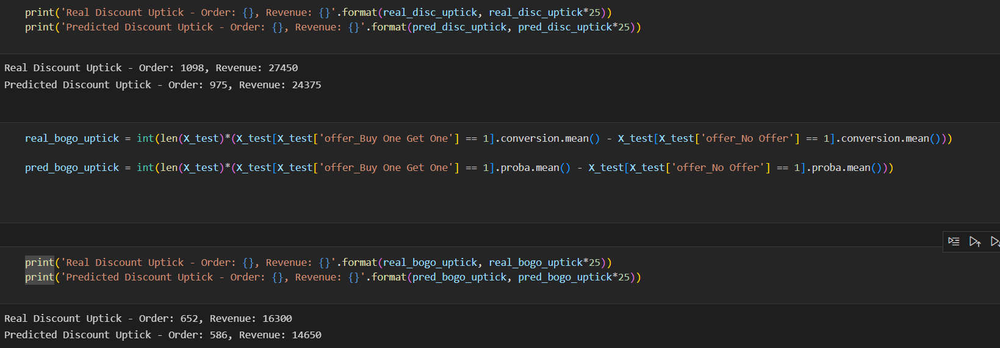 print('Real Discount Uptick - Order: {}, Revenue: {}'.format(real_disc_uptick, real_disc_uptick*25))
print('Predicted Discount Uptick - Order: {}, Revenue: {}'.format(pred_disc_uptick, pred_disc_uptick*25))
Real Discount Uptick - Order: 1098, Revenue: 27450
Predicted Discount Uptick - Order: 975, Revenue: 24375
real_bogo_uptick = int(len(X_test)*(X_test[X_test['offer_Buy One Get One'] == 1].conversion.mean() - X_test[X_test['offer_No Offer'] == 1].conversion.mean()))
pred_bogo_uptick = int(len(X_test)*(X_test[X_test['offer_Buy One Get One'] == 1].proba.mean() - X_test[X_test['offer_No Offer'] == 1].proba.mean()))
print('Real Discount Uptick - Order: {}, Revenue: {}'.format(real_bogo_uptick, real_bogo_uptick*25))
print('Predicted Discount Uptick - Order: {}, Revenue: {}'.format(pred_bogo_uptick, pred_bogo_uptick*25))
Real Discount Uptick - Order: 652, Revenue: 16300
Predicted Discount Uptick - Order: 586, Revenue: 14650